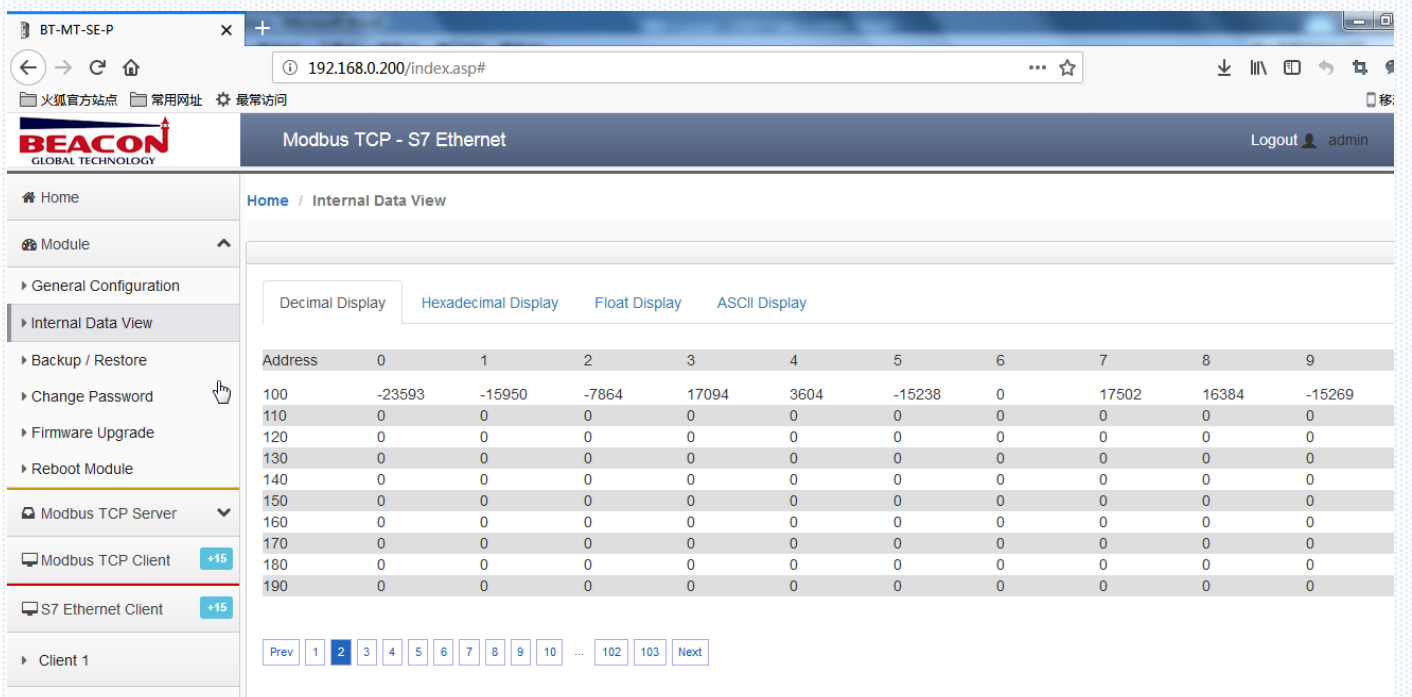 BT-MT-SE-P
192.168.0.200/index.asp#
火狐官方站点 常用网址 最常访问
BEACON
GLOBAL TECHNOLOGY
Modbus TCP - S7 Ethernet
Logout admin
Home
Home / Internal Data View
Module
General Configuration
Internal Data View
Backup / Restore
Change Password
Firmware Upgrade
Reboot Module
Modbus TCP Server
Modbus TCP Client +15
S7 Ethernet Client +15
Client 1
Decimal Display Hexadecimal Display Float Display ASCII Display
Address 0 1 2 3 4 5 6 7 8 9
100 -23593 -15950 -7864 17094 3604 -15238 0 17502 16384 -15269
110 0 0 0 0 0 0 0 0 0 0
120 0 0 0 0 0 0 0 0 0 0
130 0 0 0 0 0 0 0 0 0 0
140 0 0 0 0 0 0 0 0 0 0
150 0 0 0 0 0 0 0 0 0 0
160 0 0 0 0 0 0 0 0 0 0
170 0 0 0 0 0 0 0 0 0 0
180 0 0 0 0 0 0 0 0 0 0
190 0 0 0 0 0 0 0 0 0 0
Prev 1 2 3 4 5 6 7 8 9 10 ... 102 103 Next